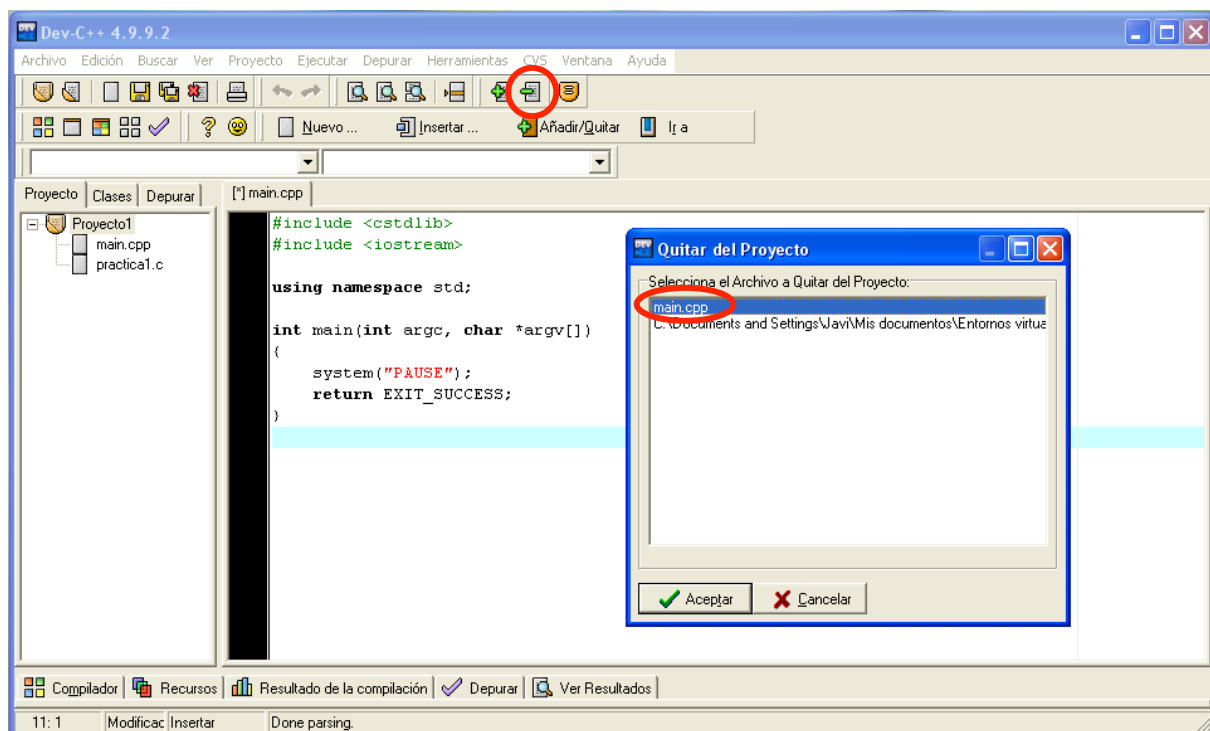 Dev-C++ 4.9.9.2
Archivo Edición Buscar Ver Proyecto Ejecutar Depurar Herramientas CVS Ventana Ayuda
Nuevo ... Insertar ... Añadir/Quitar Ir a
Proyecto Clases Depurar
[*] main.cpp
Proyecto1
main.cpp
practica1.c
#include <cstdlib>
#include <iostream>
using namespace std;
int main(int argc, char *argv[])
{
system("PAUSE");
return EXIT_SUCCESS;
}
Quitar del Proyecto
Selecciona el Archivo a Quitar del Proyecto:
main.cpp
C:\Documents and Settings\Javi\Mis documentos\Entornos virtua
Aceptar Cancelar
Compilador Recursos Resultado de la compilación Depurar Ver Resultados
11: 1 Modificac Insertar Done parsing.